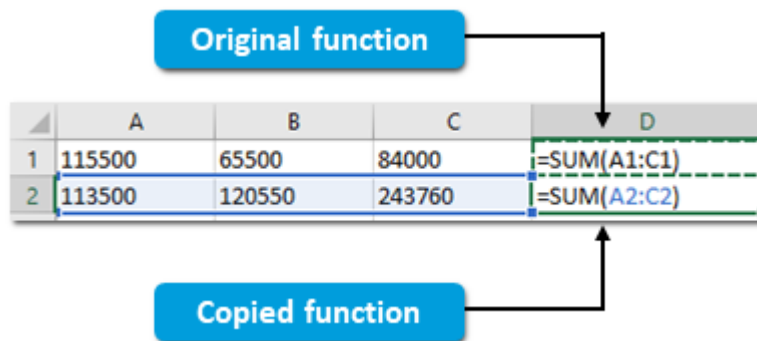 Original function
A B C D
1 115500 65500 84000 =SUM(A1:C1)
2 113500 120550 243760 =SUM(A2:C2)
Copied function